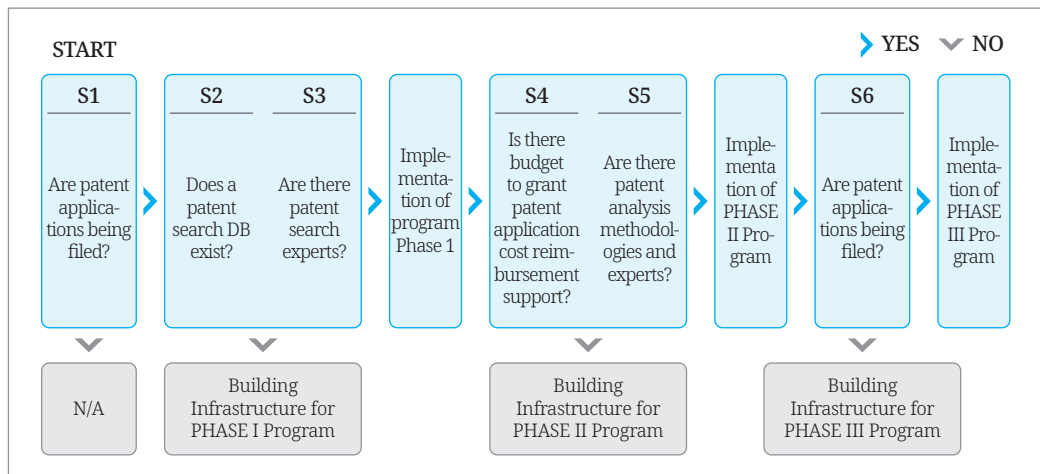 START
YES
NO
S1
Are patent
applica-
tions being
filed?
S2
Does a
patent
search DB
exist?
S3
Are there
patent
search
experts?
Imple-
mentation
of program
Phase 1
S4
Is there
budget
to grant
patent
application
cost reim-
bursement
support?
S5
Are there
patent
analysis
methodol-
ogies and
experts?
Imple-
menta-
tion of
PHASE
II Pro-
gram
S6
Are patent
applica-
tions being
filed?
Imple-
menta-
tion of
PHASE
III Pro-
gram
N/A
Building
Infrastructure for
PHASE I Program
Building
Infrastructure for
PHASE II Program
Building
Infrastructure for
PHASE III Program